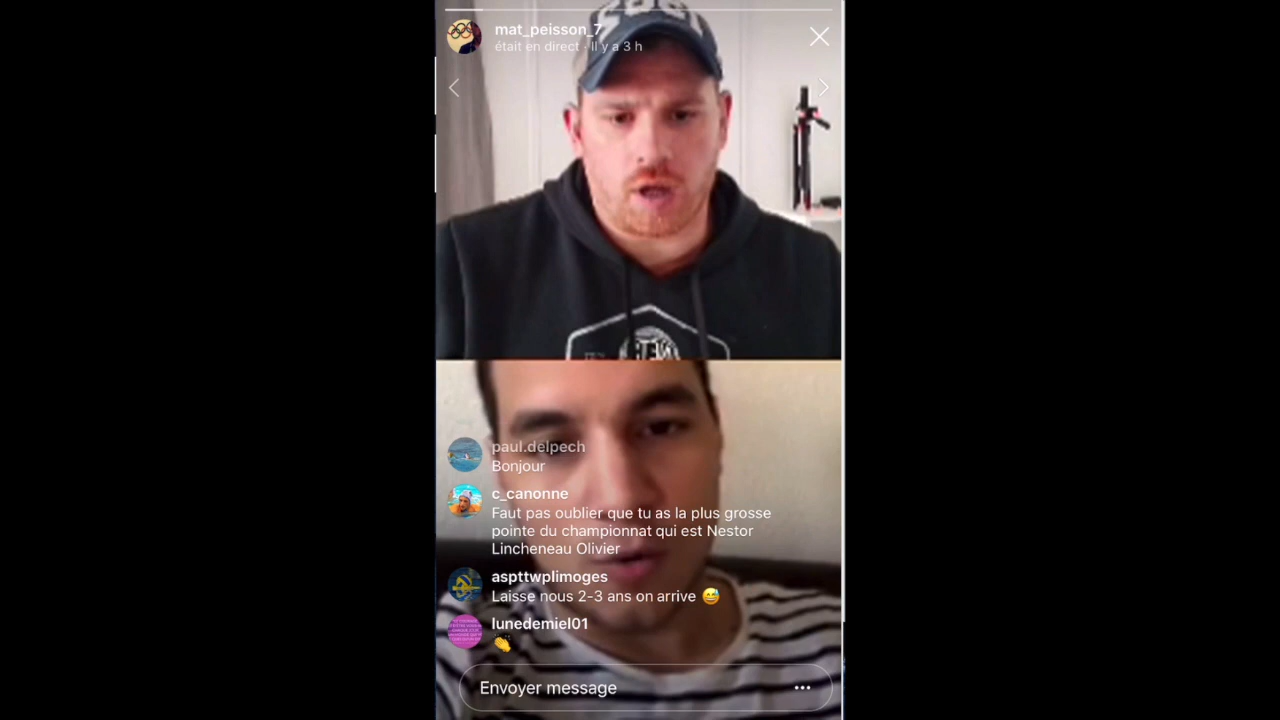 mat_peisson_7
était en direct · Il y a 3 h
paul.delpech
Bonjour
c_canonne
Faut pas oublier que tu as la plus grosse
pointe du championnat qui est Nestor
Lincheneau Olivier
aspttwplimoges
Laisse nous 2-3 ans on arrive 😅
lunedemiel01
👏
Envoyer message